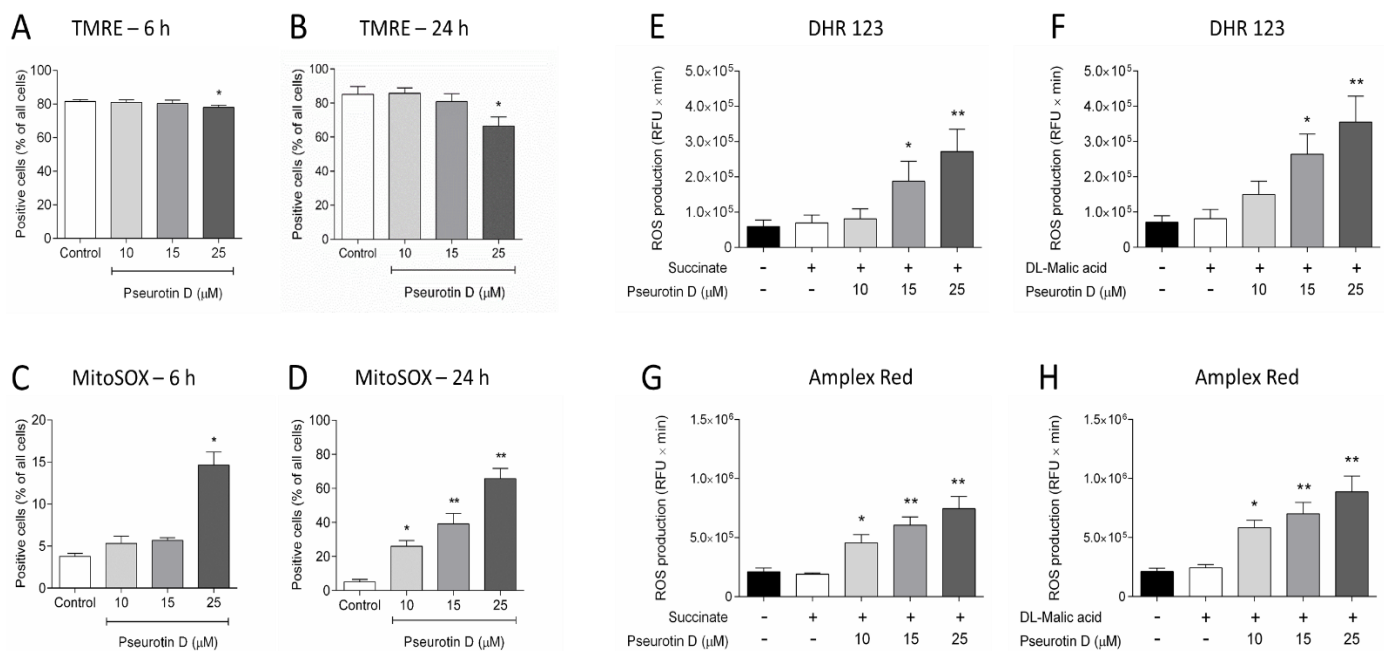 A TMRE – 6 h
Positive cells (% of all cells)
100
80
60
40
20
0
*
Control 10 15 25
Pseurotin D (μM)
B TMRE – 24 h
Positive cells (% of all cells)
100
80
60
40
20
0
*
Control 10 15 25
Pseurotin D (μM)
E DHR 123
ROS production (RFU × min)
5.0×10⁵
4.0×10⁵
3.0×10⁵
2.0×10⁵
1.0×10⁵
0
* **
Succinate - + + + +
Pseurotin D (μM) - - 10 15 25
F DHR 123
ROS production (RFU × min)
5.0×10⁵
4.0×10⁵
3.0×10⁵
2.0×10⁵
1.0×10⁵
0
* **
DL-Malic acid - + + + +
Pseurotin D (μM) - - 10 15 25
C MitoSOX – 6 h
Positive cells (% of all cells)
20
15
10
5
0
*
Control 10 15 25
Pseurotin D (μM)
D MitoSOX – 24 h
Positive cells (% of all cells)
100
80
60
40
20
0
* ** **
Control 10 15 25
Pseurotin D (μM)
G Amplex Red
ROS production (RFU × min)
1.5×10⁶
1.0×10⁶
5.0×10⁵
0
* ** **
Succinate - + + + +
Pseurotin D (μM) - - 10 15 25
H Amplex Red
ROS production (RFU × min)
1.5×10⁶
1.0×10⁶
5.0×10⁵
0
* ** **
DL-Malic acid - + + + +
Pseurotin D (μM) - - 10 15 25